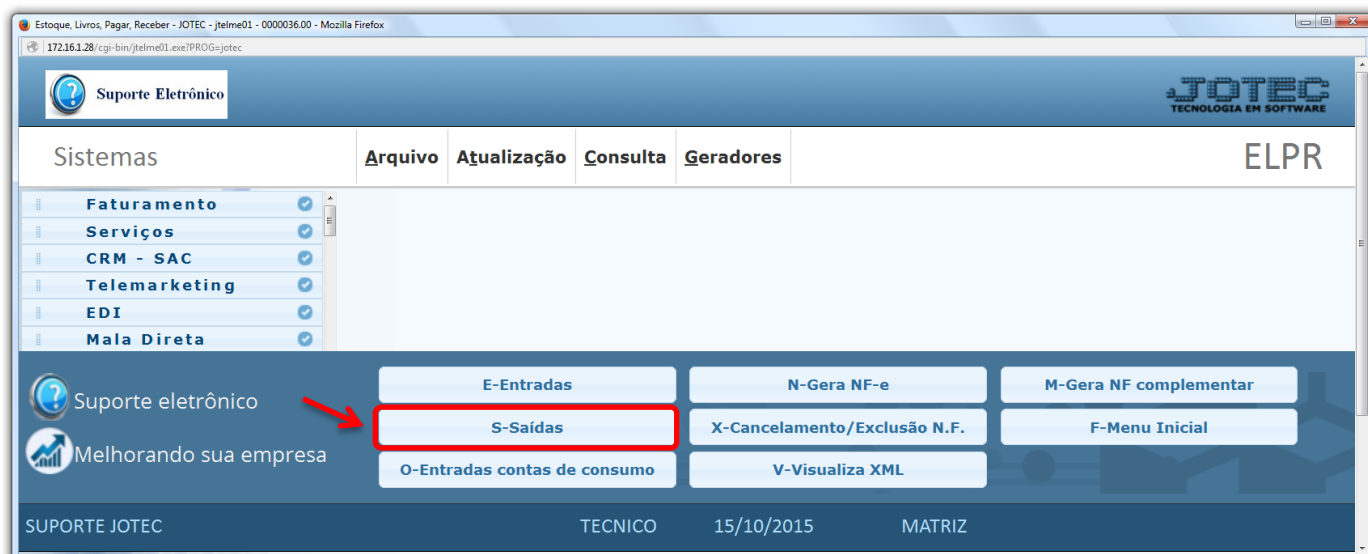 Estoque, Livros, Pagar, Receber - JOTEC - jtelme01 - 0000036.00 - Mozilla Firefox
172.16.1.28/cgi-bin/jtelme01.exe?PROG=jotec
Suporte Eletrônico
JOTEC
TECNOLOGIA EM SOFTWARE
Sistemas Arquivo Atualização Consulta Geradores ELPR
Faturamento
Serviços
CRM - SAC
Telemarketing
EDI
Mala Direta
Suporte eletrônico
Melhorando sua empresa
E-Entradas N-Gera NF-e M-Gera NF complementar
S-Saídas X-Cancelamento/Exclusão N.F. F-Menu Inicial
O-Entradas contas de consumo V-Visualiza XML
SUPORTE JOTEC TECNICO 15/10/2015 MATRIZ